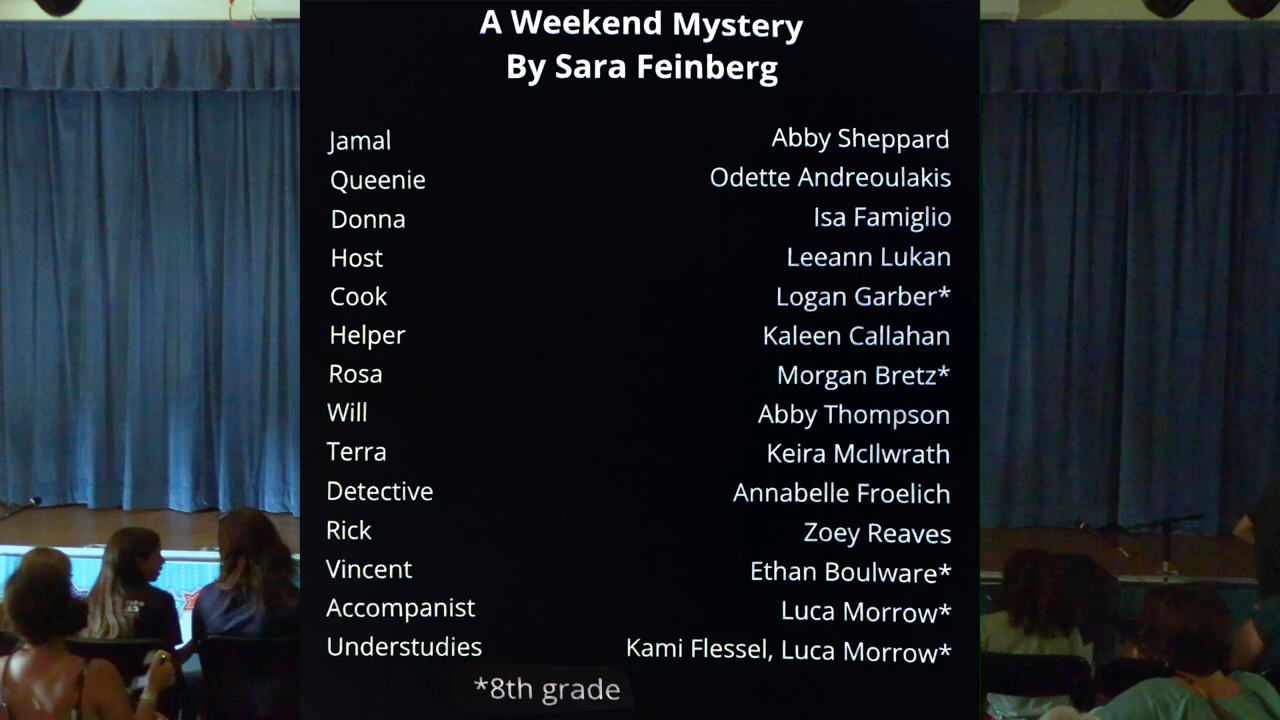 A Weekend Mystery
By Sara Feinberg
Jamal Abby Sheppard
Queenie Odette Andreoulakis
Donna Isa Famiglio
Host Leeann Lukan
Cook Logan Garber*
Helper Kaleen Callahan
Rosa Morgan Bretz*
Will Abby Thompson
Terra Keira McIlwrath
Detective Annabelle Froelich
Rick Zoey Reaves
Vincent Ethan Boulware*
Accompanist Luca Morrow*
Understudies Kami Flessel, Luca Morrow*
*8th grade